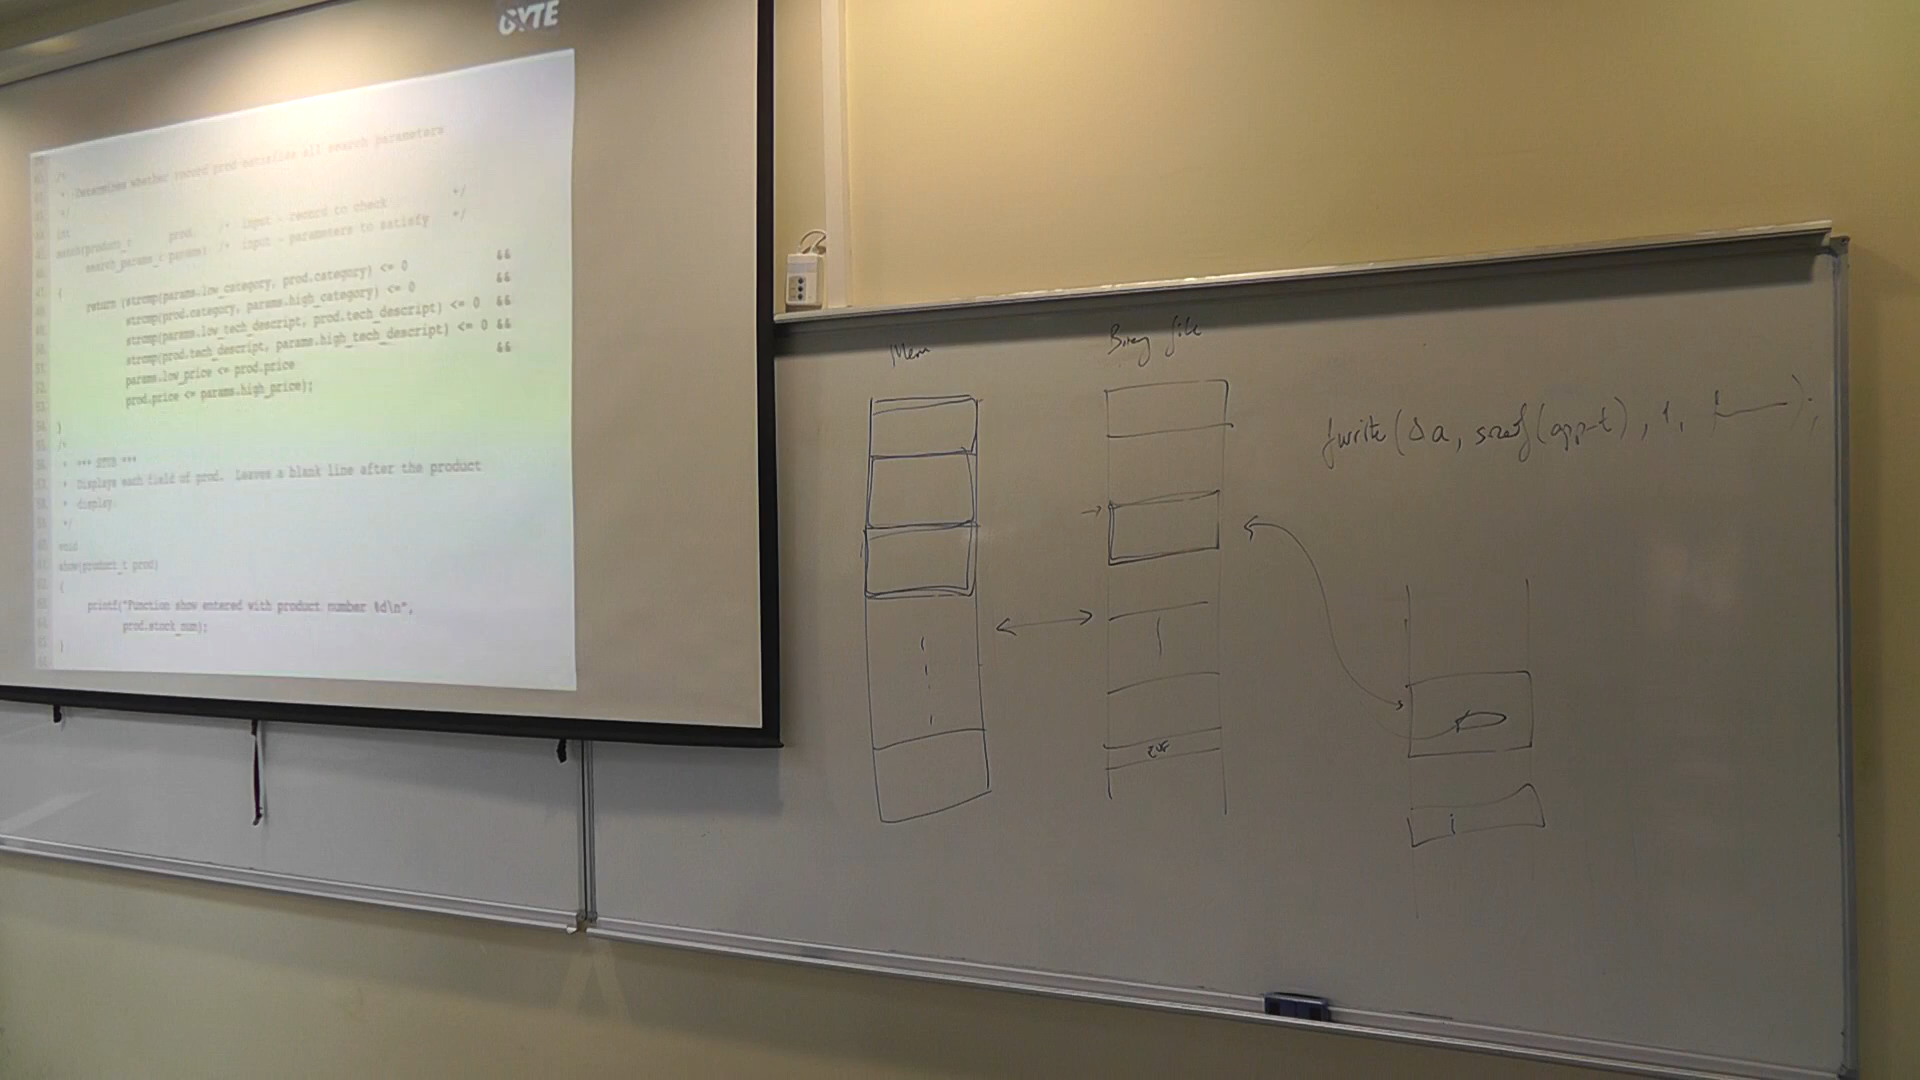 GYTE
/*
* Determines whether record prod satisfies all search parameters
*/
int
match(product_t prod, /* input - record to check */
search_params_t params) /* input - parameters to satisfy */
{
return (strcmp(params.low_category, prod.category) <= 0 &&
strcmp(prod.category, params.high_category) <= 0 &&
strcmp(params.low_tech_descript, prod.tech_descript) <= 0 &&
strcmp(prod.tech_descript, params.high_tech_descript) <= 0 &&
params.low_price <= prod.price &&
prod.price <= params.high_price);
}
/*
* *** STUB ***
* Displays each field of prod. Leaves a blank line after the product
* display.
*/
void
show(product_t prod)
{
printf("Function show entered with product number %d\n",
prod.stock_num);
}
Mem
Binary file
EOF
fwrite(&a, sizeof(app-t), 1, f);
i